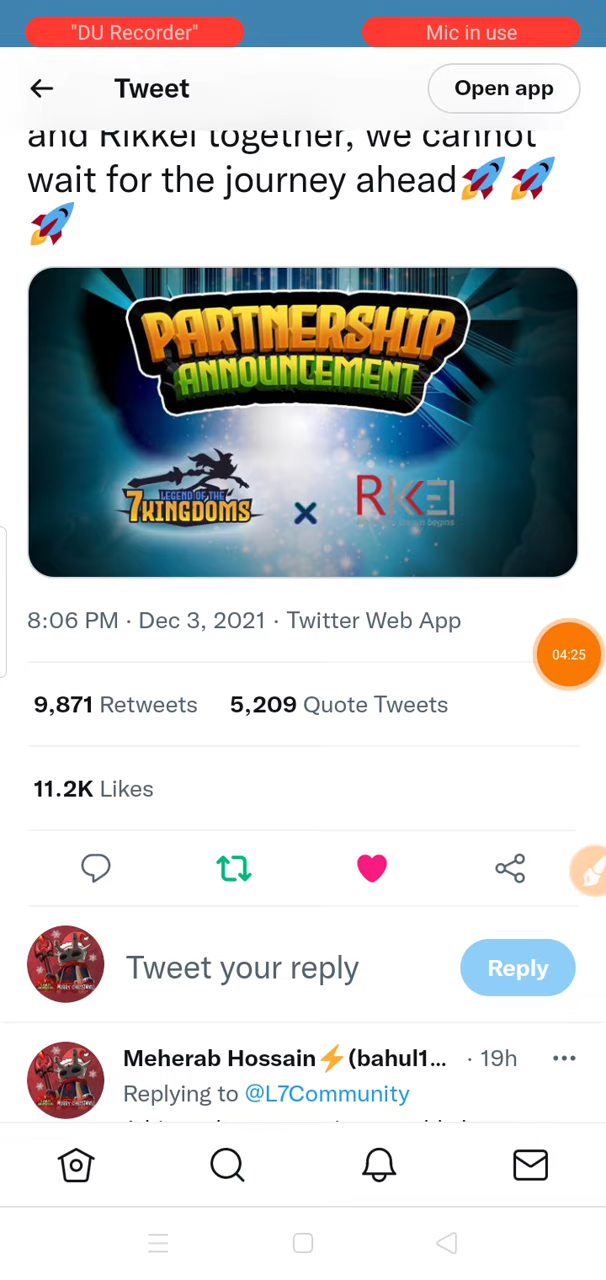 "DU Recorder" Mic in use
Tweet Open app
and Rikkei together, we cannot
wait for the journey ahead🚀🚀
🚀
PARTNERSHIP
ANNOUNCEMENT
LEGEND OF THE
7KINGDOMS X RIKKEI
begins
8:06 PM · Dec 3, 2021 · Twitter Web App
04:25
9,871 Retweets 5,209 Quote Tweets
11.2K Likes
Tweet your reply Reply
Meherab Hossain⚡(bahul1... · 19h
Replying to @L7Community